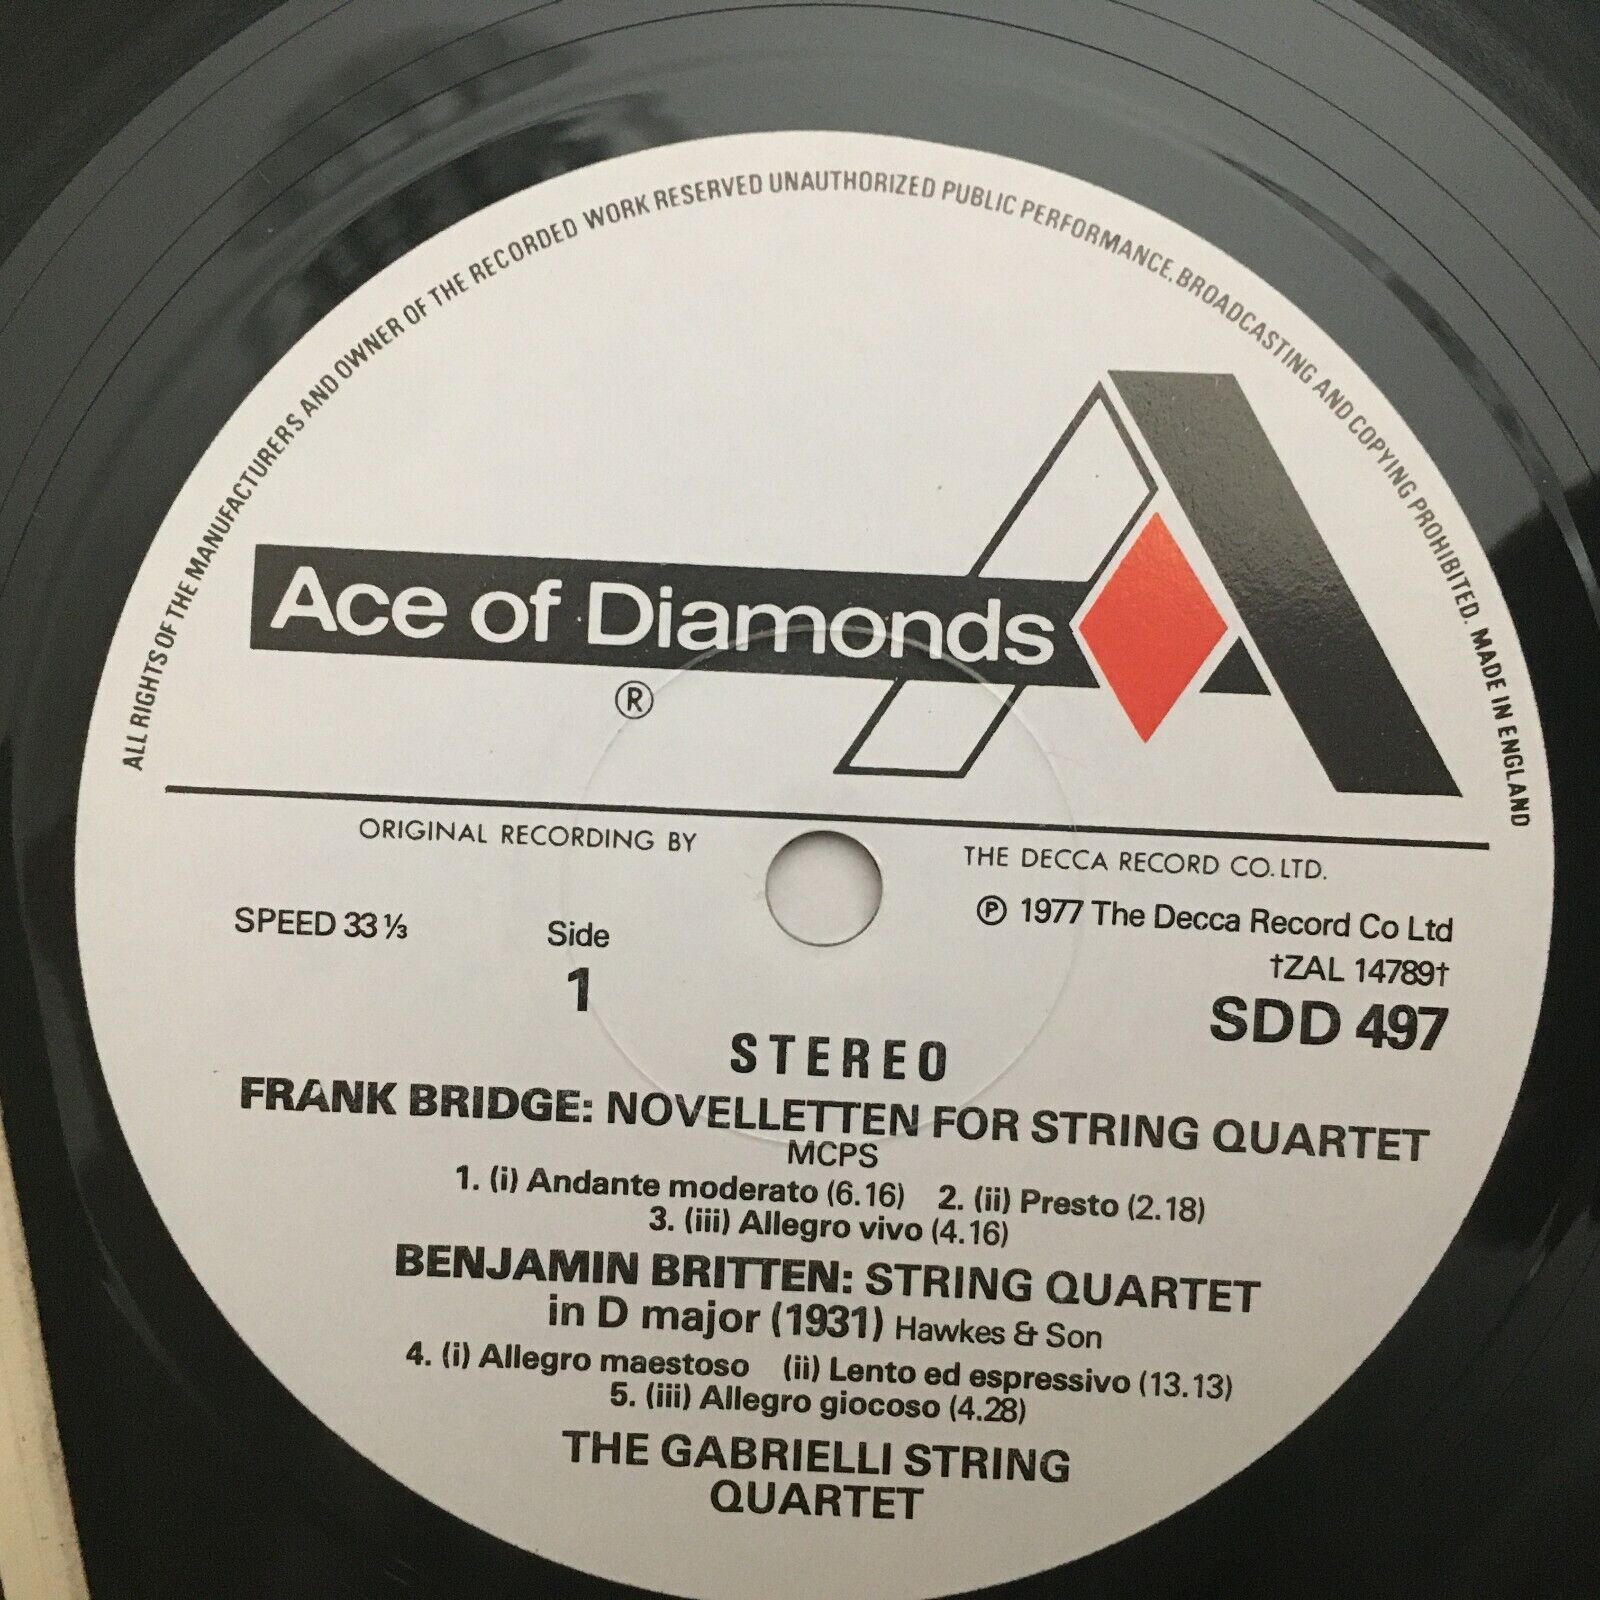 ALL RIGHTS OF THE MANUFACTURERS AND OWNER OF THE RECORDED WORK RESERVED UNAUTHORIZED PUBLIC PERFORMANCE. BROADCASTING AND COPYING PROHIBITED. MADE IN ENGLAND
Ace of Diamonds
®
ORIGINAL RECORDING BY THE DECCA RECORD CO. LTD.
SPEED 33⅓
Side
1
℗ 1977 The Decca Record Co Ltd
†ZAL 14789†
SDD 497
STEREO
FRANK BRIDGE: NOVELLETTEN FOR STRING QUARTET
MCPS
1. (i) Andante moderato (6.16) 2. (ii) Presto (2.18)
3. (iii) Allegro vivo (4.16)
BENJAMIN BRITTEN: STRING QUARTET
in D major (1931) Hawkes & Son
4. (i) Allegro maestoso (ii) Lento ed espressivo (13.13)
5. (iii) Allegro giocoso (4.28)
THE GABRIELLI STRING
QUARTET